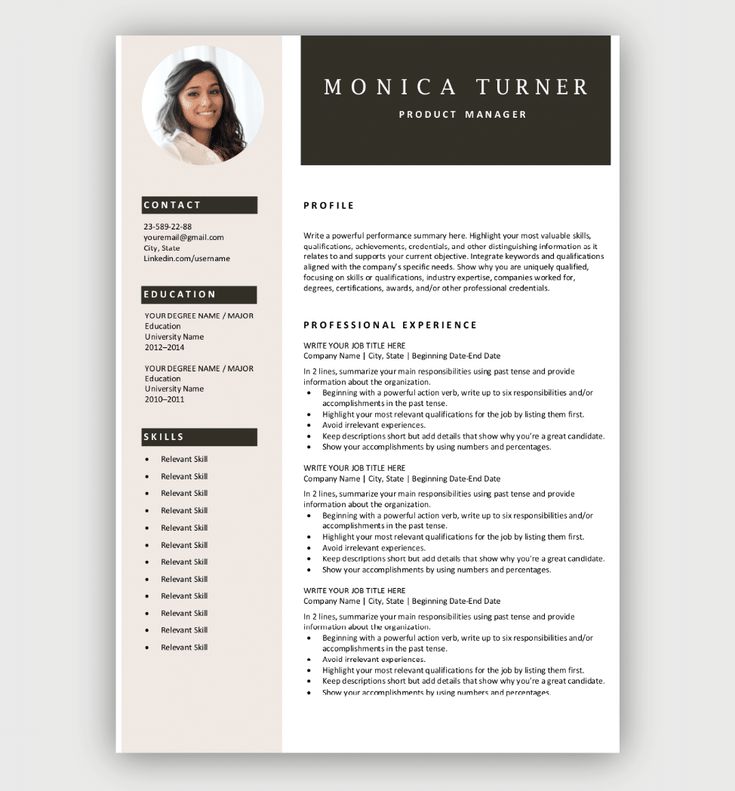 MONICA TURNER
PRODUCT MANAGER
CONTACT
23-589-22-88
youremail@gmail.com
City, State
Linkedin.com/username
EDUCATION
YOUR DEGREE NAME / MAJOR
Education
University Name
2012–2014
YOUR DEGREE NAME / MAJOR
Education
University Name
2010–2011
SKILLS
• Relevant Skill
• Relevant Skill
• Relevant Skill
• Relevant Skill
• Relevant Skill
• Relevant Skill
• Relevant Skill
• Relevant Skill
• Relevant Skill
• Relevant Skill
• Relevant Skill
• Relevant Skill
PROFILE
Write a powerful performance summary here. Highlight your most valuable skills,
qualifications, achievements, credentials, and other distinguishing information as it
relates to and supports your current objective. Integrate keywords and qualifications
aligned with the company's specific needs. Show why you are uniquely qualified,
focusing on skills or qualifications, industry expertise, companies worked for,
degrees, certifications, awards, and/or other professional credentials.
PROFESSIONAL EXPERIENCE
WRITE YOUR JOB TITLE HERE
Company Name | City, State | Beginning Date-End Date
In 2 lines, summarize your main responsibilities using past tense and provide
information about the organization.
• Beginning with a powerful action verb, write up to six responsibilities and/or
accomplishments in the past tense.
• Highlight your most relevant qualifications for the job by listing them first.
• Avoid irrelevant experiences.
• Keep descriptions short but add details that show why you're a great candidate.
• Show your accomplishments by using numbers and percentages.
WRITE YOUR JOB TITLE HERE
Company Name | City, State | Beginning Date-End Date
In 2 lines, summarize your main responsibilities using past tense and provide
information about the organization.
• Beginning with a powerful action verb, write up to six responsibilities and/or
accomplishments in the past tense.
• Highlight your most relevant qualifications for the job by listing them first.
• Avoid irrelevant experiences.
• Keep descriptions short but add details that show why you're a great candidate.
• Show your accomplishments by using numbers and percentages.
WRITE YOUR JOB TITLE HERE
Company Name | City, State | Beginning Date-End Date
In 2 lines, summarize your main responsibilities using past tense and provide
information about the organization.
• Beginning with a powerful action verb, write up to six responsibilities and/or
accomplishments in the past tense.
• Avoid irrelevant experiences.
• Highlight your most relevant qualifications for the job by listing them first.
• Keep descriptions short but add details that show why you're a great candidate.
• Show your accomplishments by using numbers and percentages.